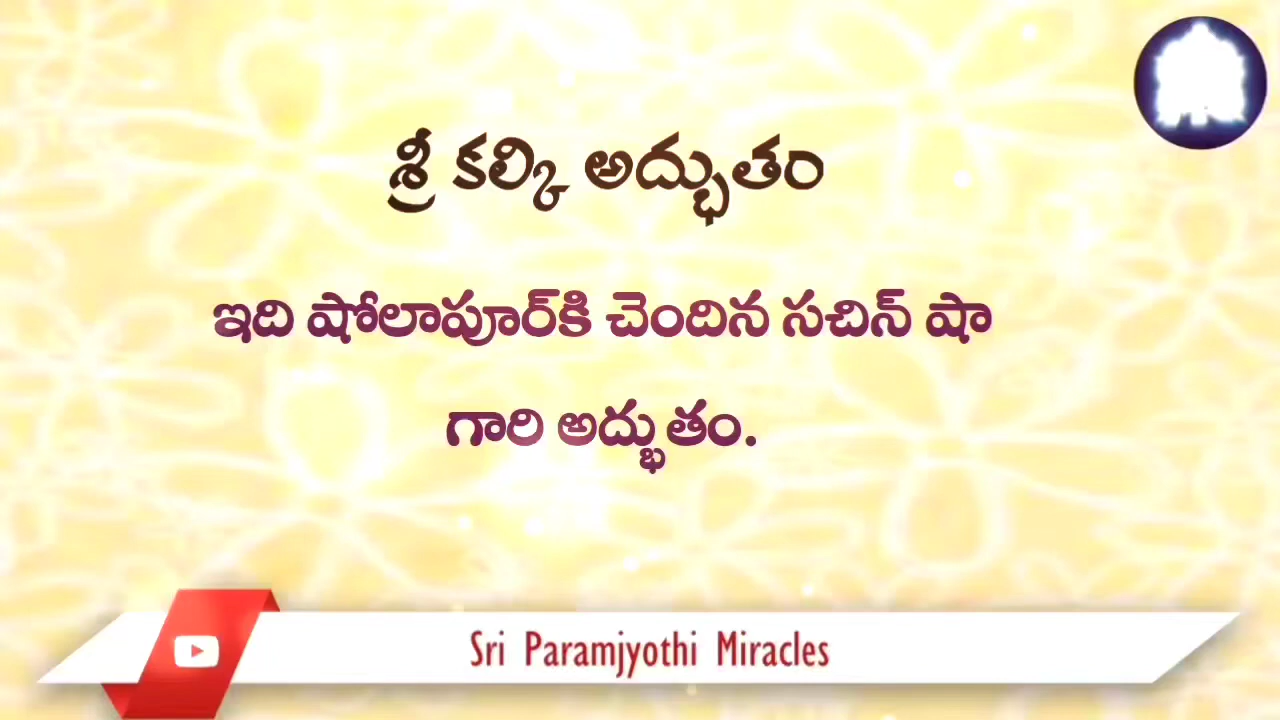 శ్రీ కల్కి అద్భుతం
ఇది షోలాపూర్‌కి చెందిన సచిన్ షా
గారి అద్భుతం.
Sri Paramjyothi Miracles